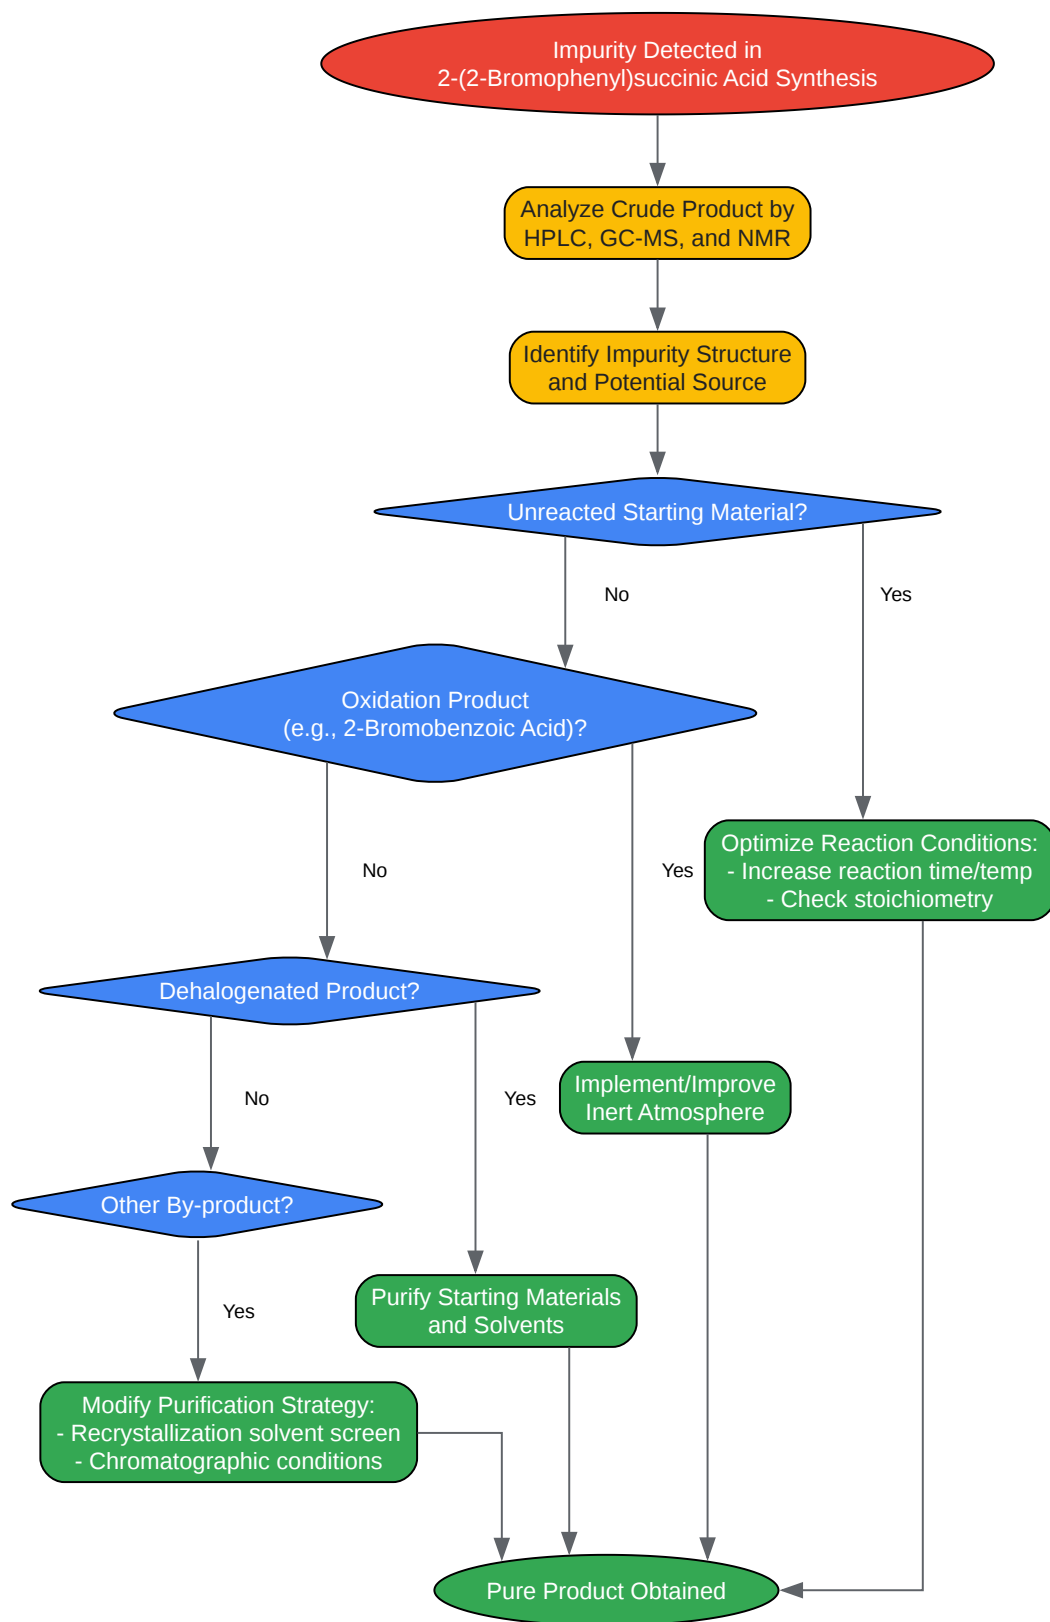 Impurity Detected in
2-(2-Bromophenyl)succinic Acid Synthesis
Analyze Crude Product by
HPLC, GC-MS, and NMR
Identify Impurity Structure
and Potential Source
Unreacted Starting Material?
No
Yes
Oxidation Product
(e.g., 2-Bromobenzoic Acid)?
No
Yes
Optimize Reaction Conditions:
- Increase reaction time/temp
- Check stoichiometry
Dehalogenated Product?
No
Yes
Implement/Improve
Inert Atmosphere
Other By-product?
Yes
Purify Starting Materials
and Solvents
Modify Purification Strategy:
- Recrystallization solvent screen
- Chromatographic conditions
Pure Product Obtained